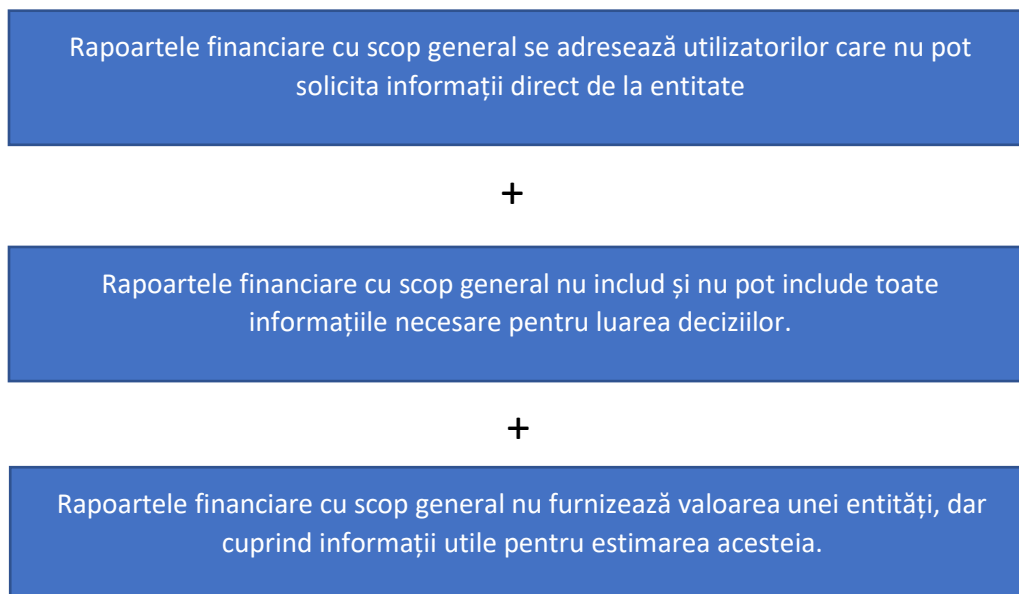 Rapoartele financiare cu scop general se adresează utilizatorilor care nu pot
solicita informații direct de la entitate
+
Rapoartele financiare cu scop general nu includ și nu pot include toate
informațiile necesare pentru luarea deciziilor.
+
Rapoartele financiare cu scop general nu furnizează valoarea unei entități, dar
cuprind informații utile pentru estimarea acesteia.